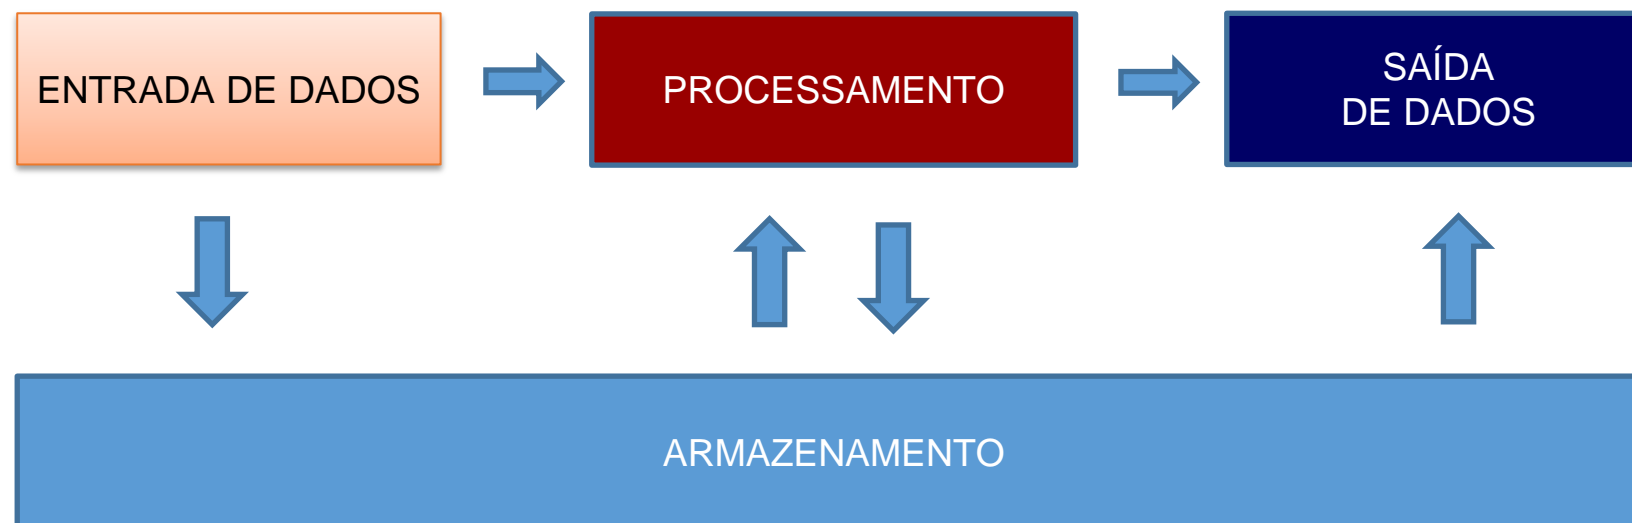 ENTRADA DE DADOS
PROCESSAMENTO
SAÍDA
DE DADOS
ARMAZENAMENTO